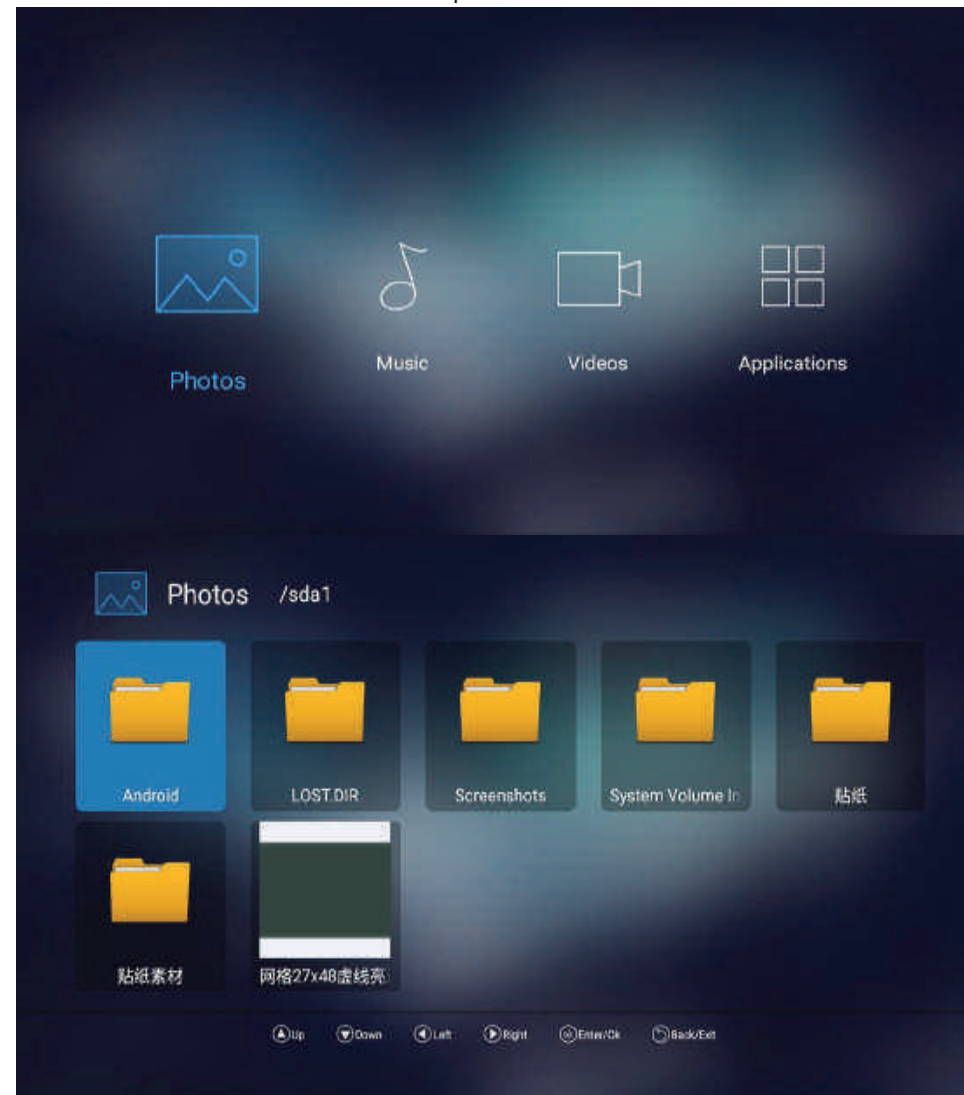 Photos
Music
Videos
Applications
Photos /sda1
Android
LOST.DIR
Screenshots
System Volume In
贴纸
贴纸素材
网格27x48虚线亮
Up Down Left Right Enter/Ok Back/Exit